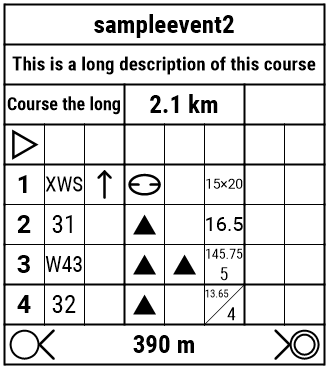 sampleevent2
This is a long description of this course
Course the long 2.1 km
1 XWS 15×20
2 31 16.5
3 W43 145.75
5
4 32 13.65
4
390 m